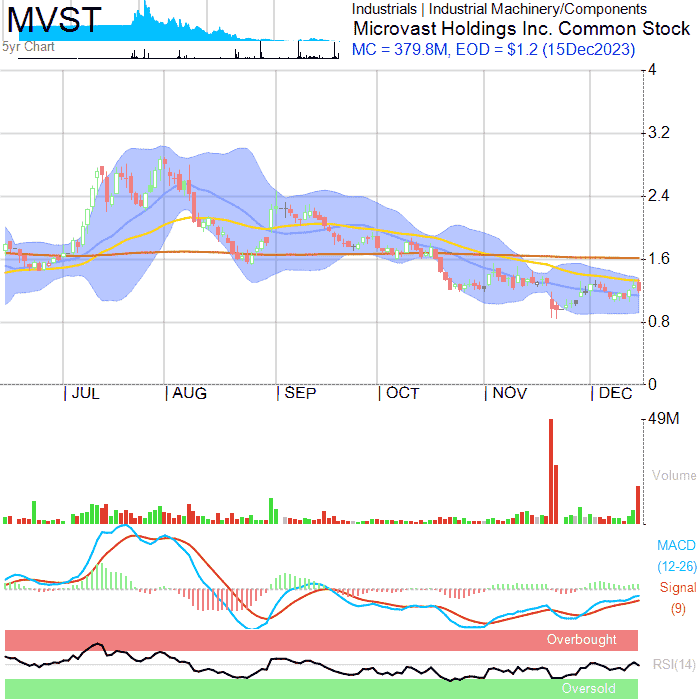 MVST
Industrials | Industrial Machinery/Components
Microvast Holdings Inc. Common Stock
5yr Chart
MC = 379.8M, EOD = $1.2 (15Dec2023)
4
3.2
2.4
1.6
0.8
0
| JUL | AUG | SEP | OCT | NOV | DEC
49M
Volume
MACD
(12-26)
Signal
(9)
Overbought
RSI(14)
Oversold